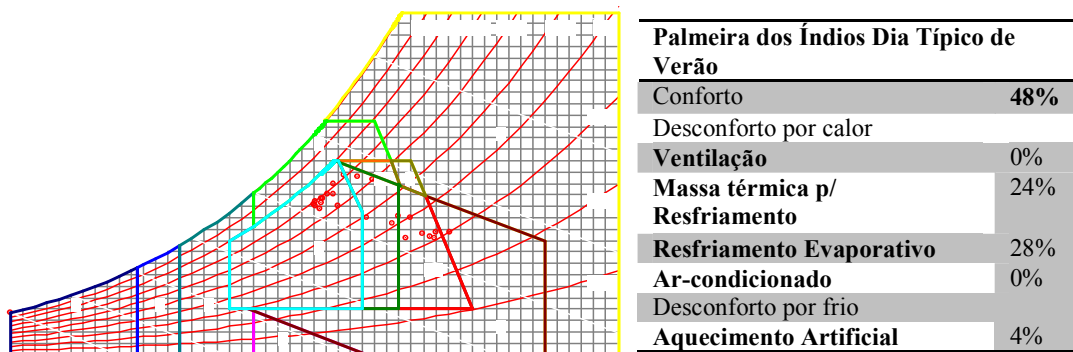 Palmeira dos Índios Dia Típico de
Verão
Conforto 48%
Desconforto por calor
Ventilação 0%
Massa térmica p/ 24%
Resfriamento
Resfriamento Evaporativo 28%
Ar-condicionado 0%
Desconforto por frio
Aquecimento Artificial 4%